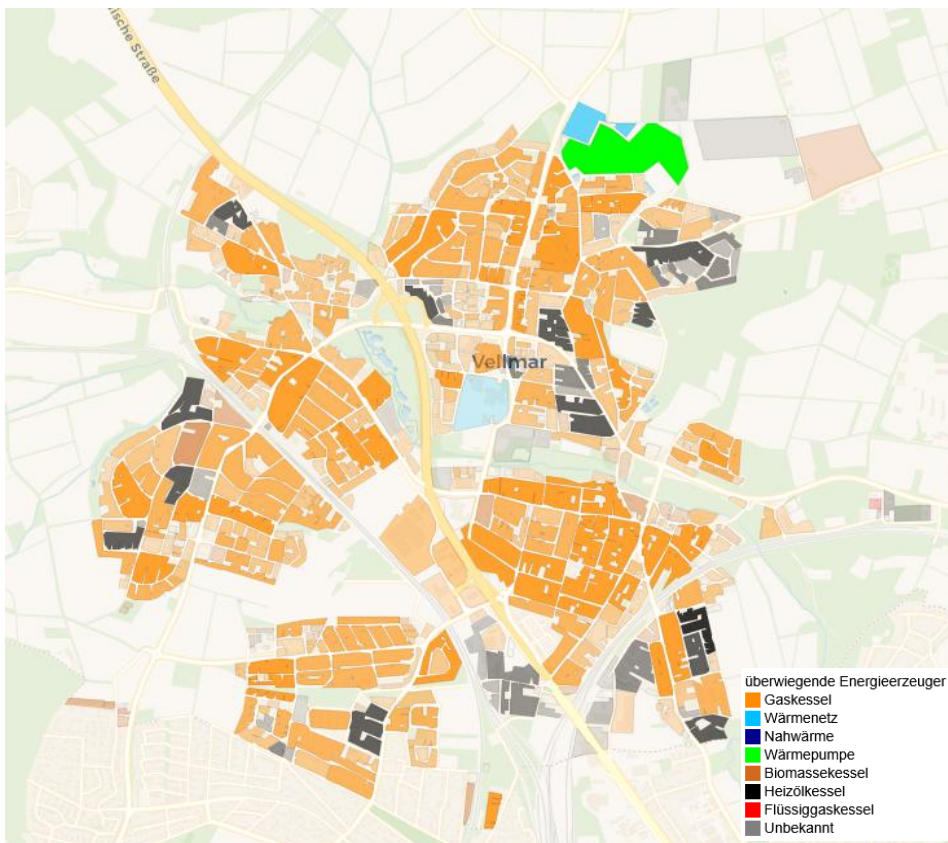 ische Straße
Vellmar
überwiegende Energieerzeuger
Gaskessel
Wärmenetz
Nahwärme
Wärmepumpe
Biomassekessel
Heizölkessel
Flüssiggaskessel
Unbekannt